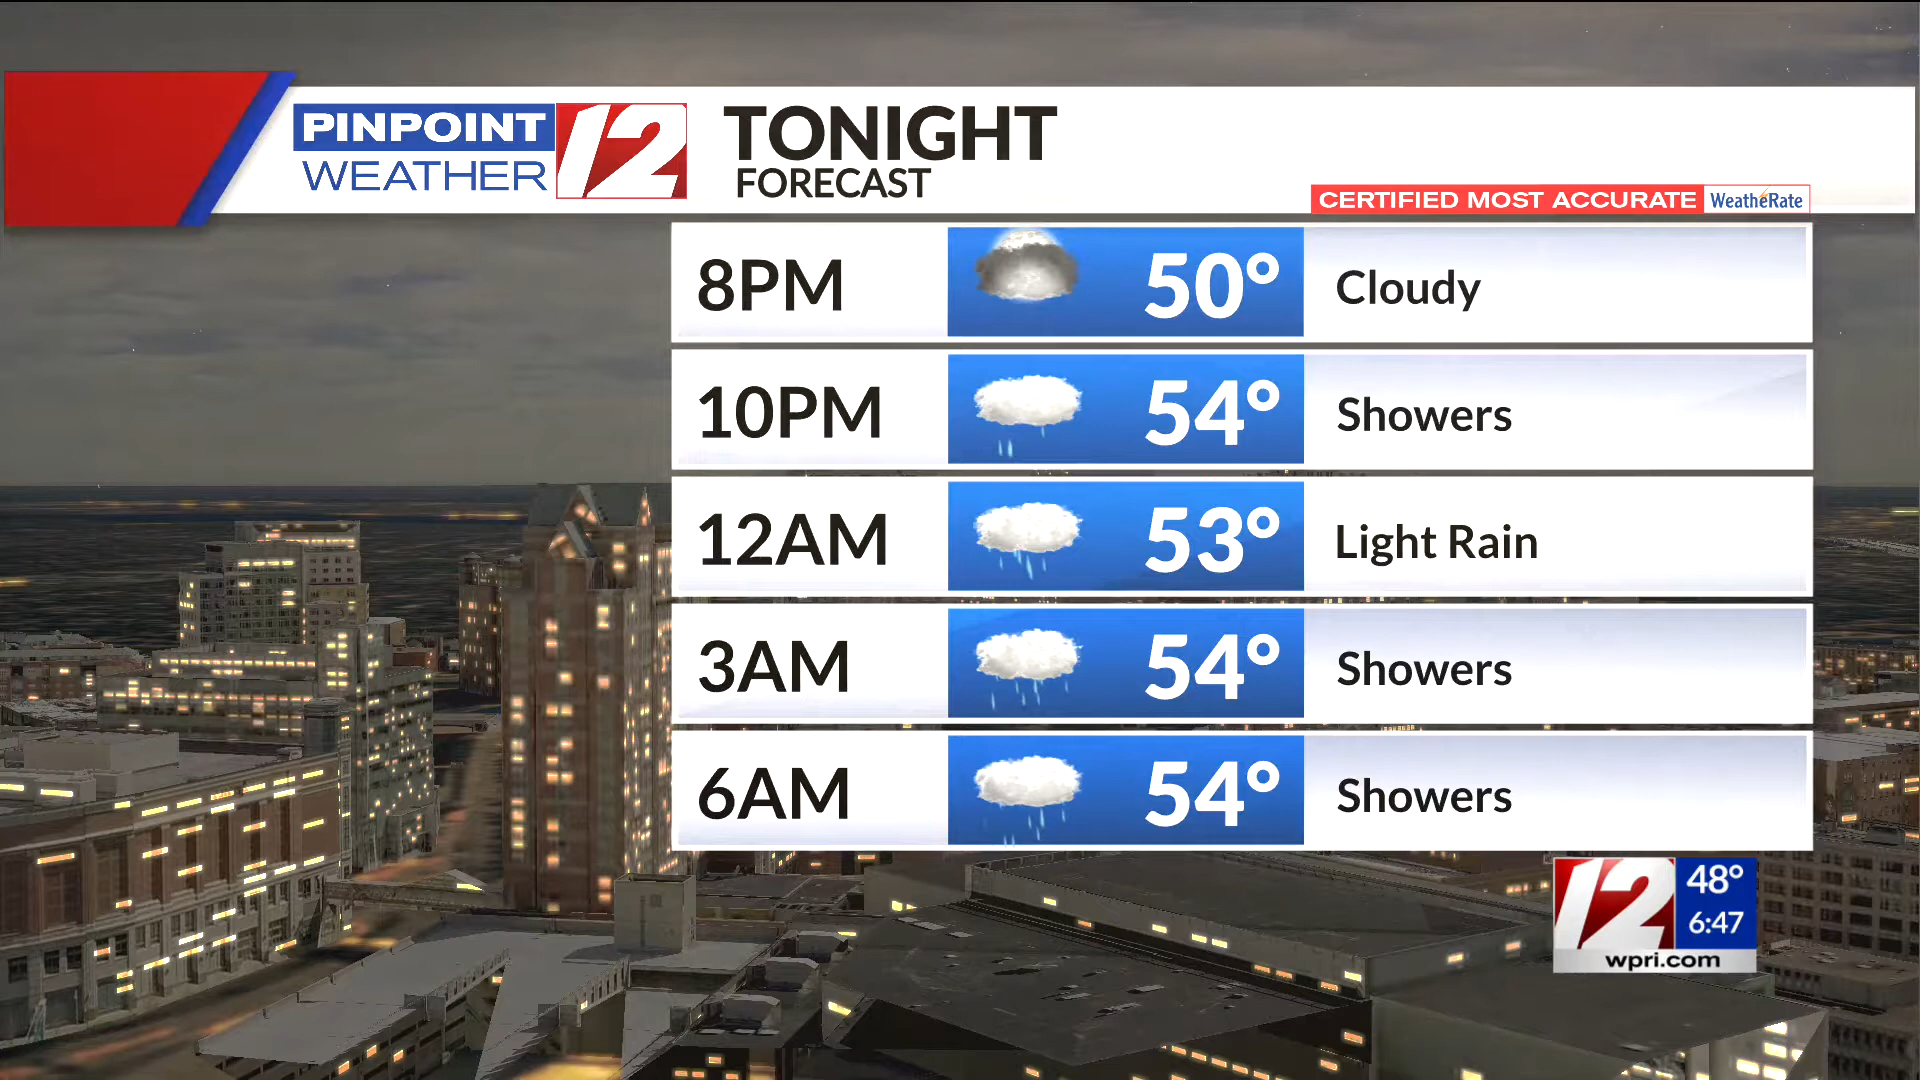 PINPOINT
WEATHER
12
TONIGHT
FORECAST
CERTIFIED MOST ACCURATE WeatheRate
8PM 50° Cloudy
10PM 54° Showers
12AM 53° Light Rain
3AM 54° Showers
6AM 54° Showers
12
48°
6:47
wpri.com